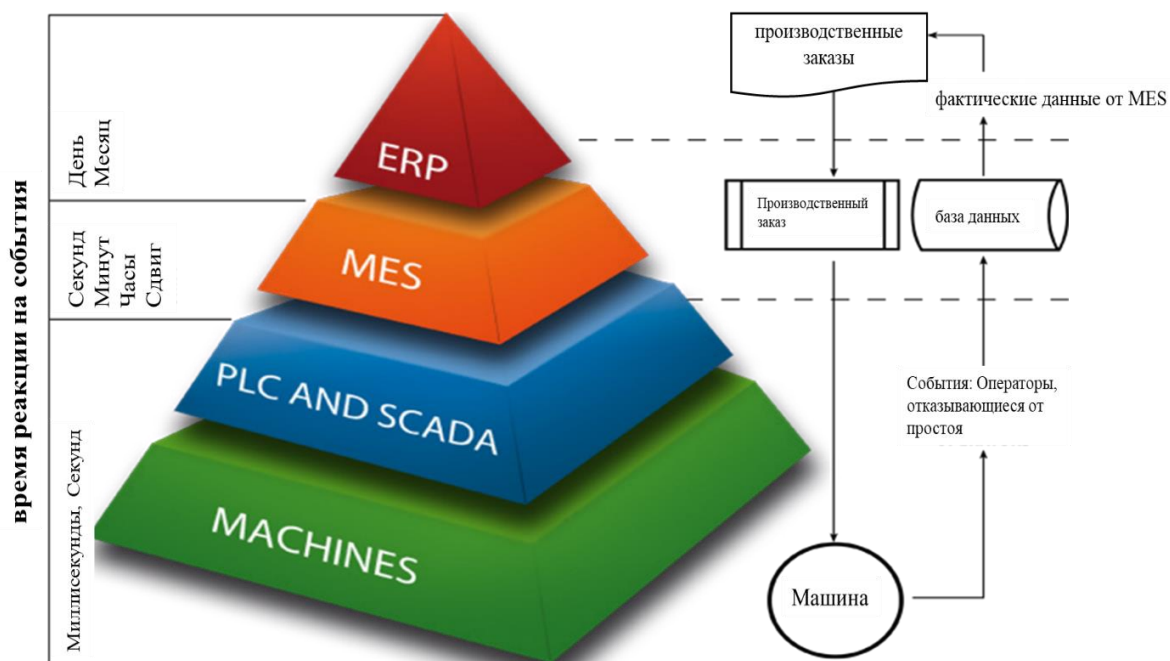 время реакции на события
День
Месяц
Секунд
Минут
Часы
Сдвиг
Миллисекунды, Секунд
ERP
MES
PLC AND SCADA
MACHINES
производственные
заказы
фактические данные от MES
Производственный
заказ
база данных
События: Операторы,
отказывающиеся от
простоя
Машина